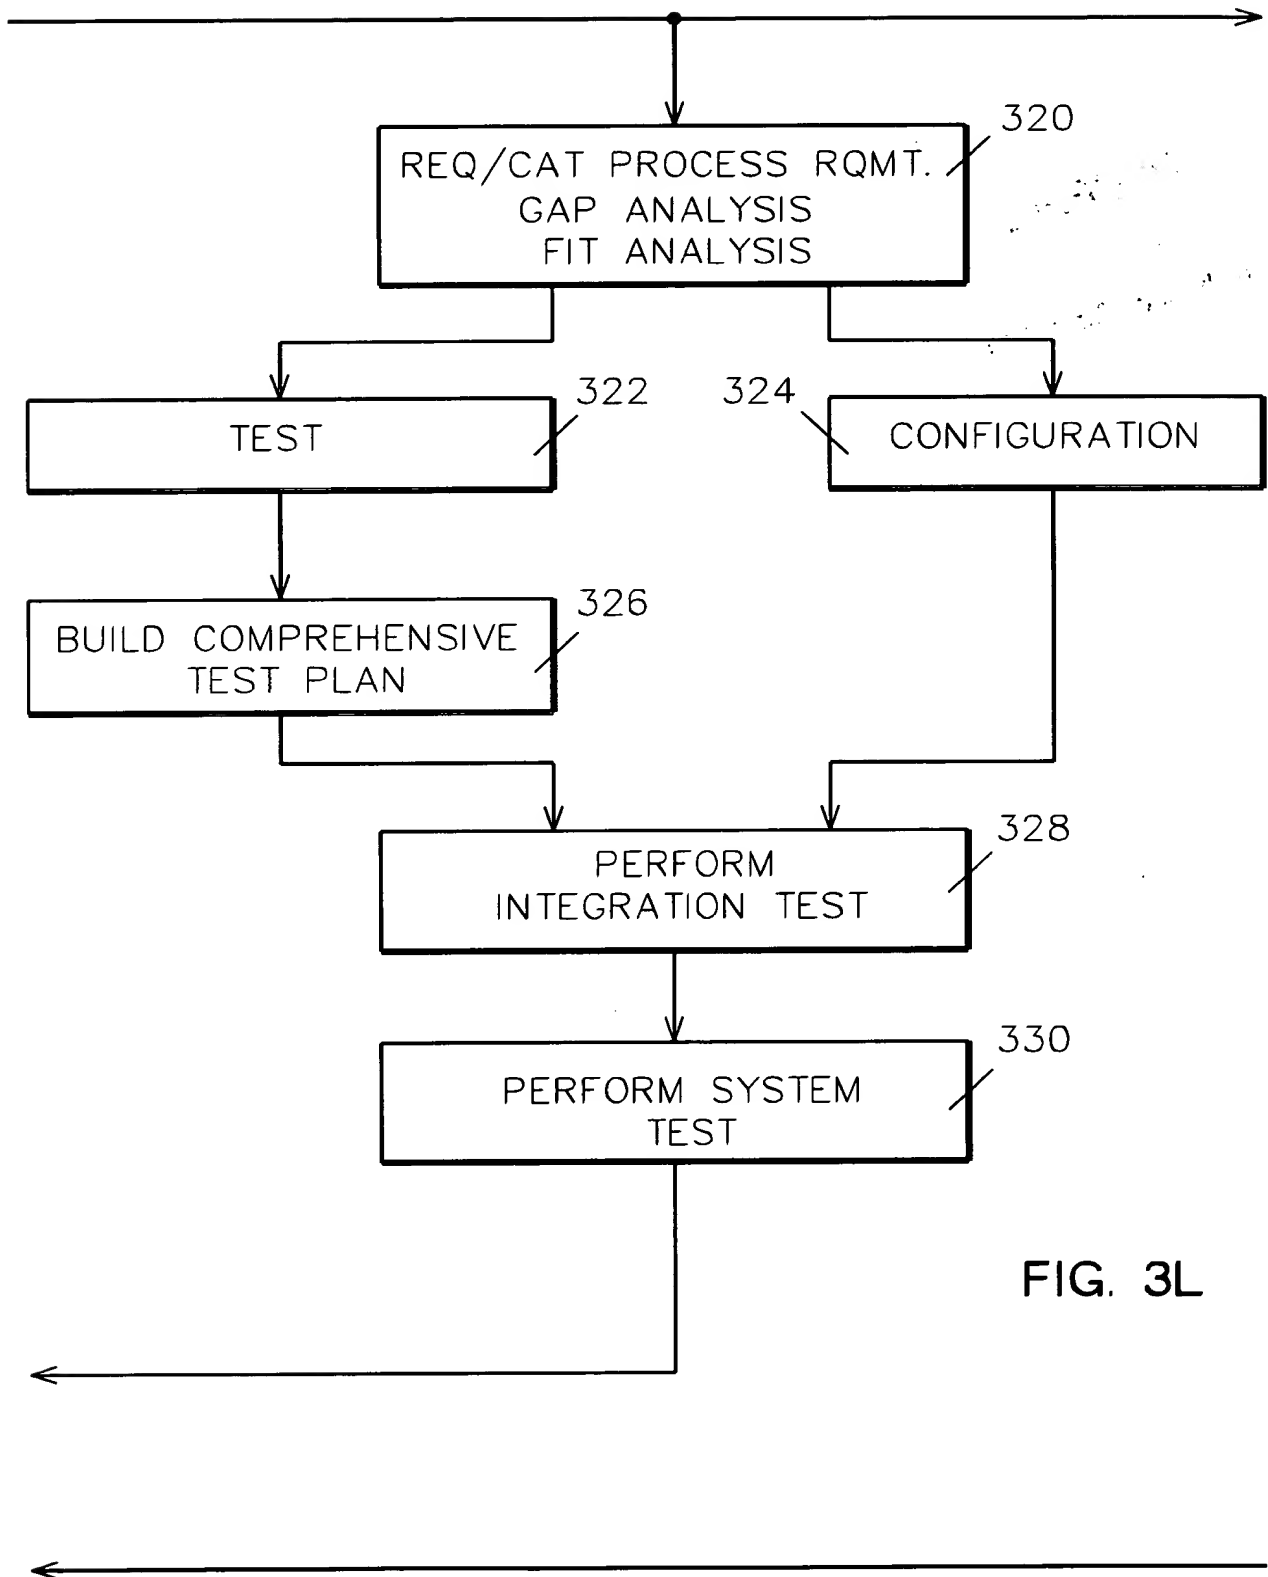 320
REQ/CAT PROCESS RQMT.
GAP ANALYSIS
FIT ANALYSIS
322
TEST
324
CONFIGURATION
326
BUILD COMPREHENSIVE
TEST PLAN
328
PERFORM
INTEGRATION TEST
330
PERFORM SYSTEM
TEST
FIG. 3L